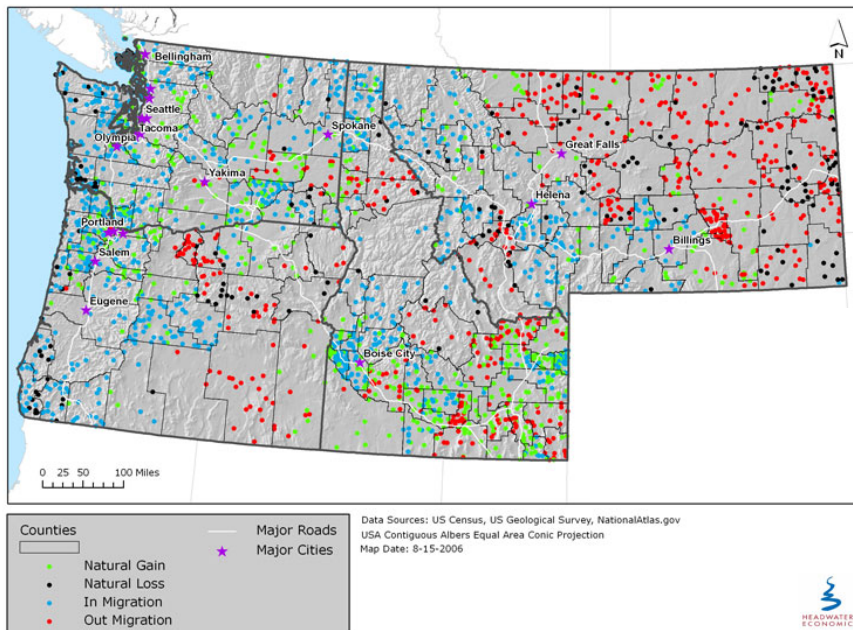 Bellingham
Seattle
Tacoma
Olympia
Spokane
Great Falls
Yakima
Helena
Portland
Billings
Salem
Eugene
Boise City
0 25 50 100 Miles
Counties
Major Roads
Major Cities
Natural Gain
Natural Loss
In Migration
Out Migration
Data Sources: US Census, US Geological Survey, NationalAtlas.gov
USA Contiguous Albers Equal Area Conic Projection
Map Date: 8-15-2006
N
HEADWATER
ECONOMIC